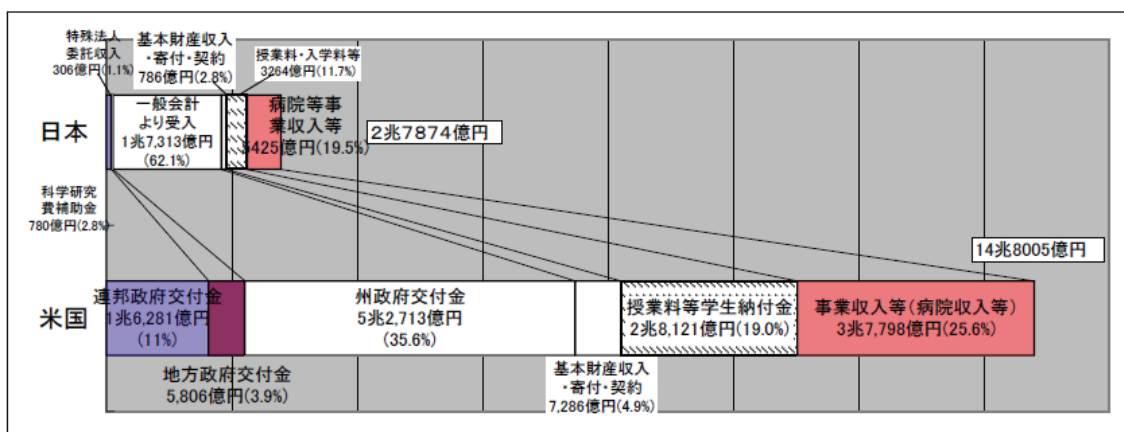 特殊法人
委託収入
306億円(1.1%)
基本財産収入
・寄付・契約
786億円(2.8%)
授業料・入学料等
3264億円(11.7%)
日本
一般会計
より受入
1兆7,313億円
(62.1%)
病院等事
業収入等
5425億円(19.5%)
2兆7874億円
科学研究
費補助金
780億円(2.8%)
14兆8005億円
米国
連邦政府交付金
1兆6,281億円
(11%)
州政府交付金
5兆2,713億円
(35.6%)
授業料等学生納付金
2兆8,121億円(19.0%)
事業収入等(病院収入等)
3兆7,798億円(25.6%)
地方政府交付金
5,806億円(3.9%)
基本財産収入
・寄付・契約
7,286億円(4.9%)